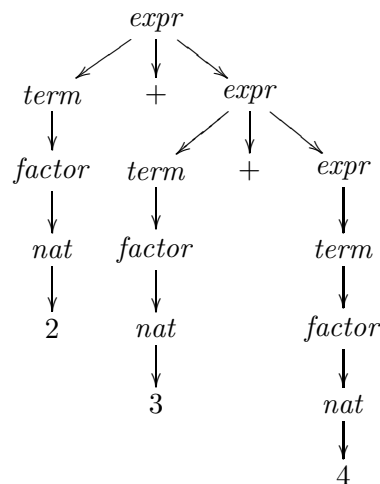 expr
term + expr
factor term + expr
nat factor term
2 nat factor
3 nat
4